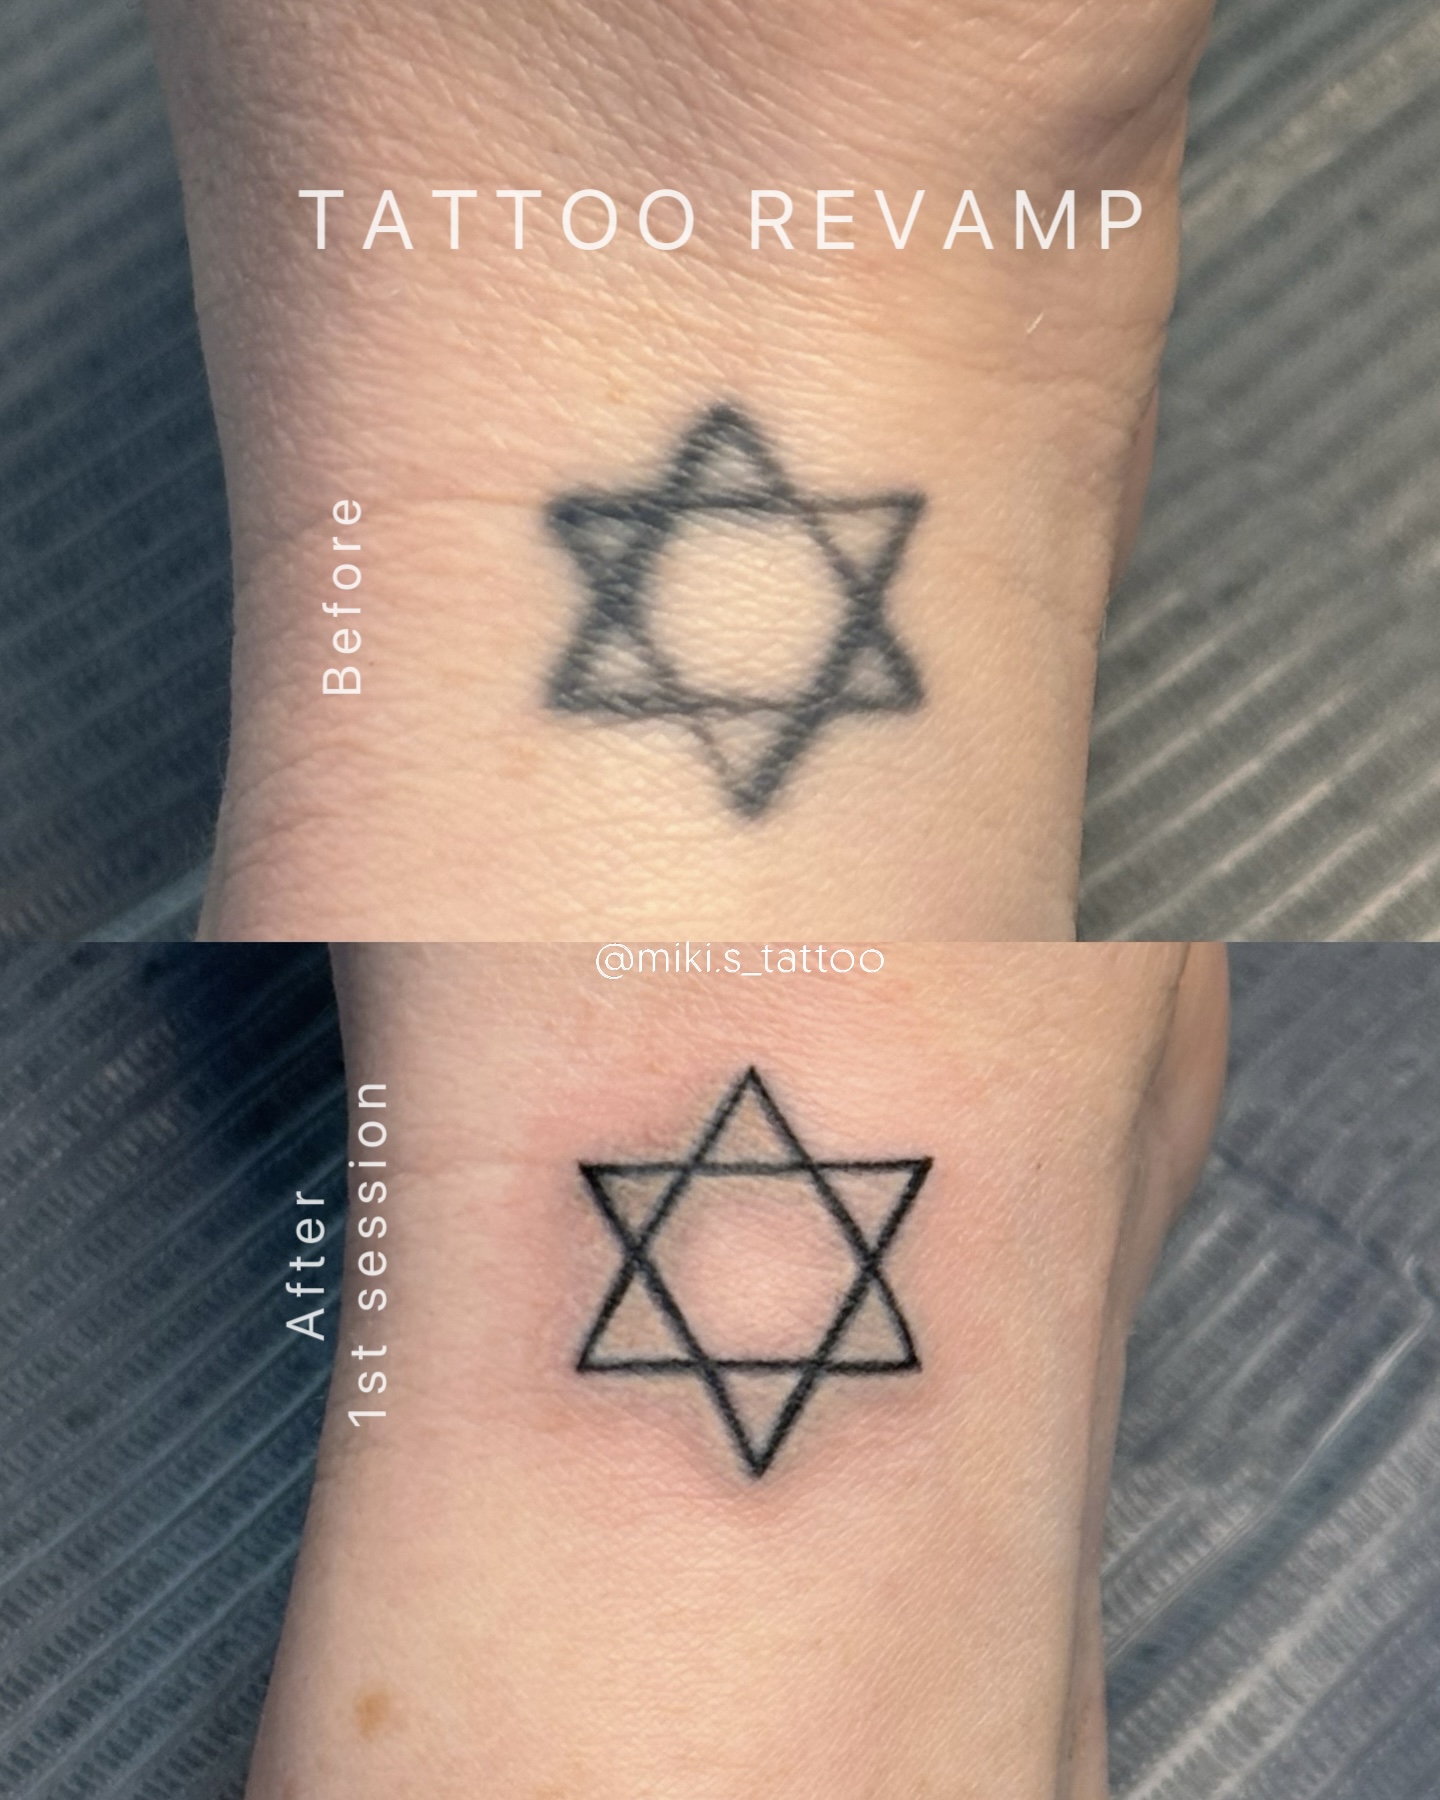 TATTOO REVAMP
Before
@miki.s_tattoo
After
1st session